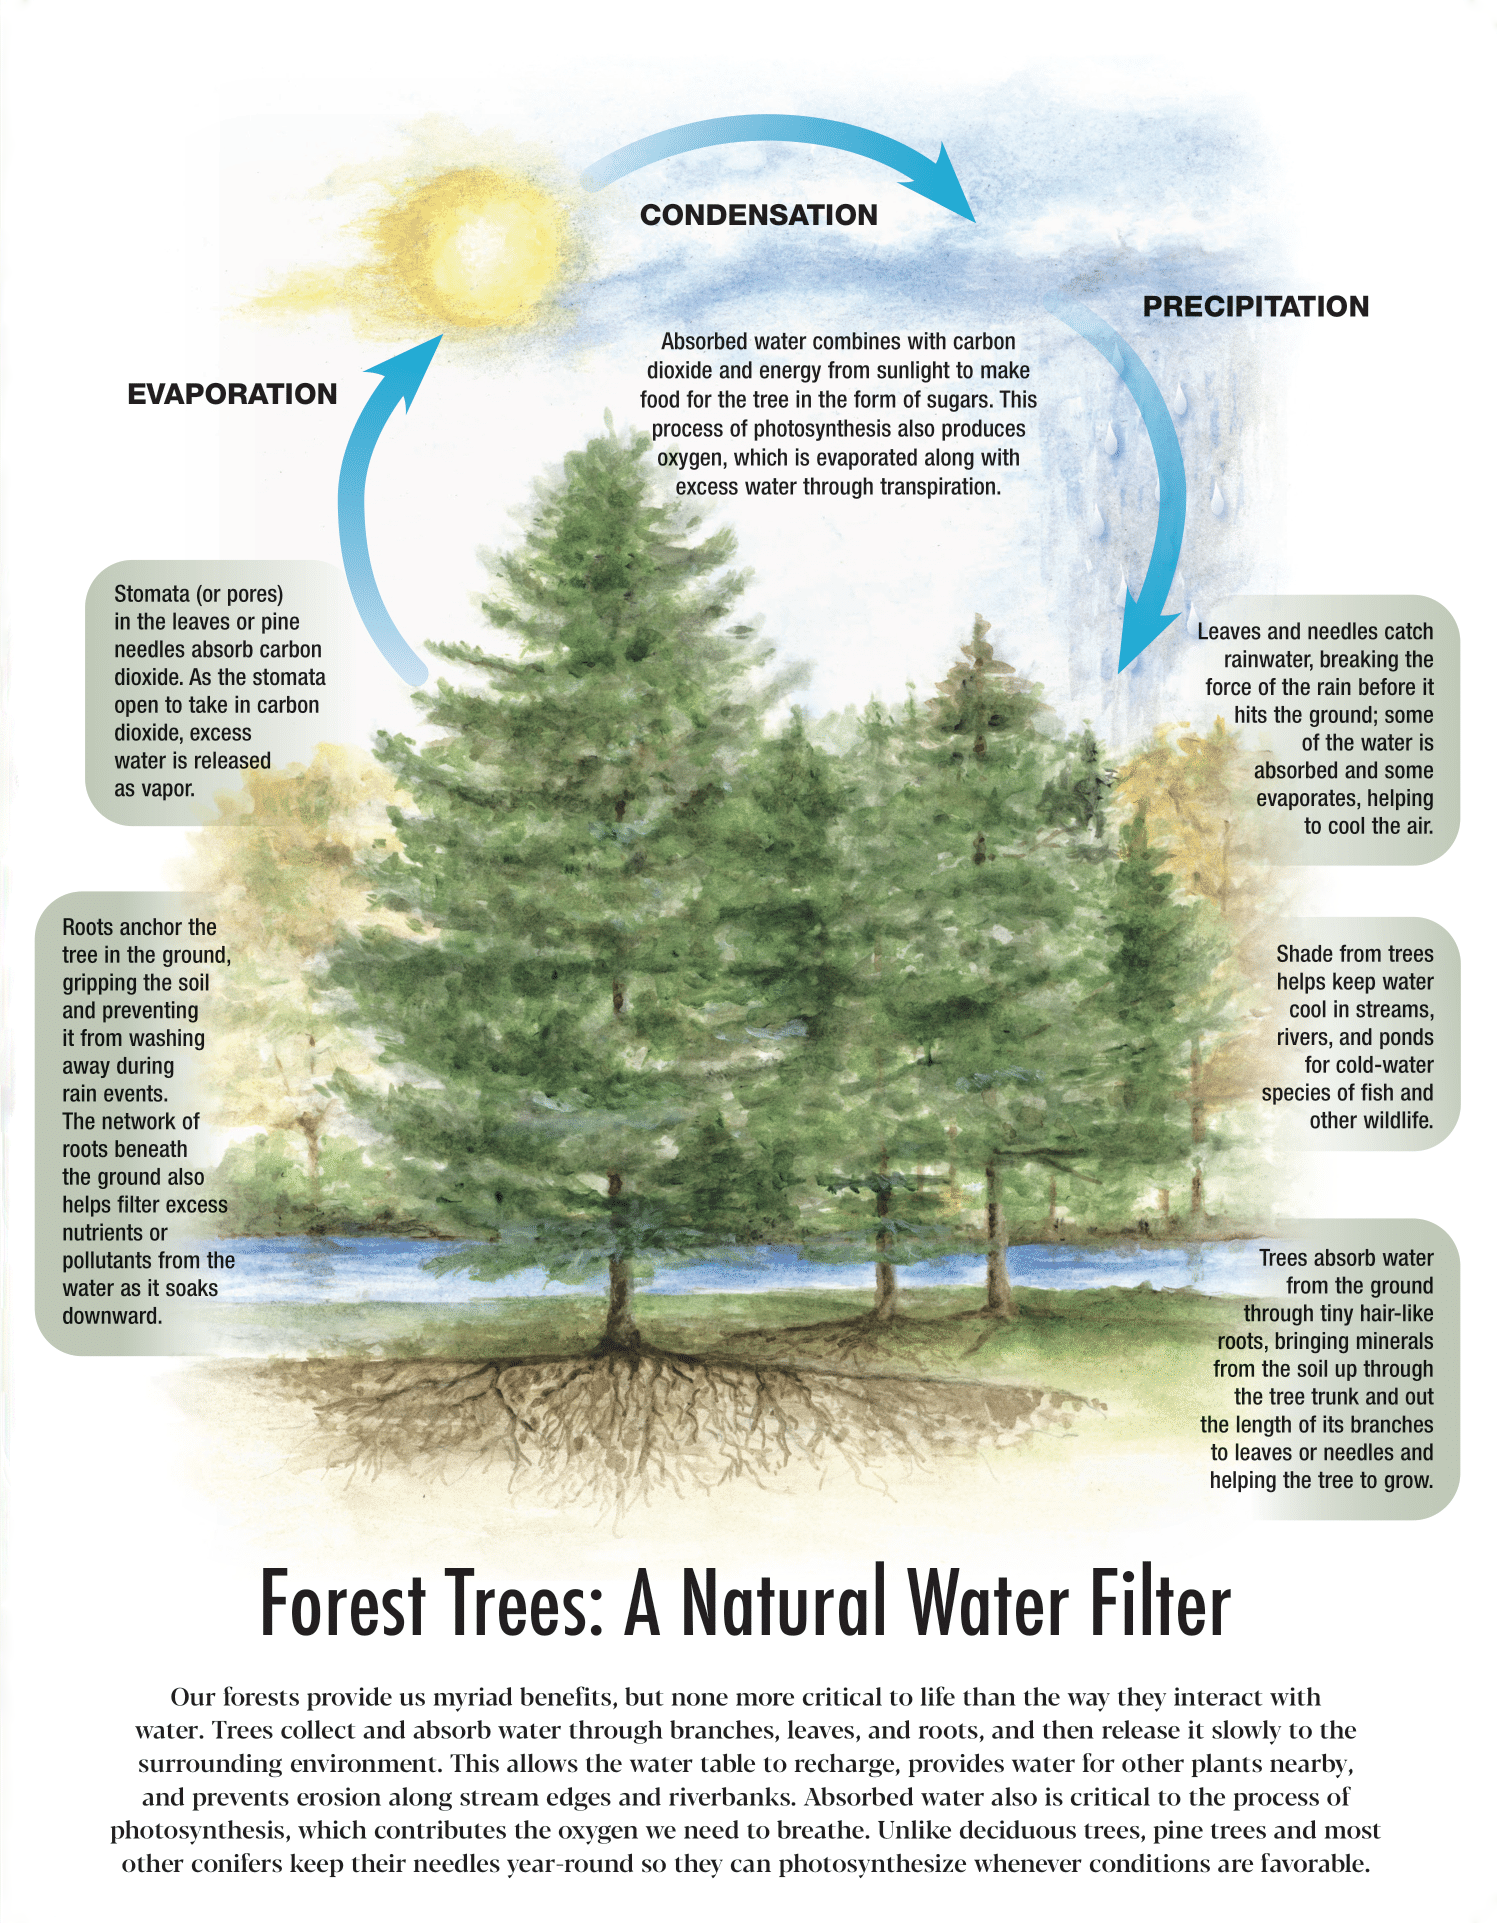 CONDENSATION
PRECIPITATION
EVAPORATION
Absorbed water combines with carbon
dioxide and energy from sunlight to make
food for the tree in the form of sugars. This
process of photosynthesis also produces
oxygen, which is evaporated along with
excess water through transpiration.
Stomata (or pores)
in the leaves or pine
needles absorb carbon
dioxide. As the stomata
open to take in carbon
dioxide, excess
water is released
as vapor.
Leaves and needles catch
rainwater, breaking the
force of the rain before it
hits the ground; some
of the water is
absorbed and some
evaporates, helping
to cool the air.
Roots anchor the
tree in the ground,
gripping the soil
and preventing
it from washing
away during
rain events.
The network of
roots beneath
the ground also
helps filter excess
nutrients or
pollutants from the
water as it soaks
downward.
Shade from trees
helps keep water
cool in streams,
rivers, and ponds
for cold-water
species of fish and
other wildlife.
Trees absorb water
from the ground
through tiny hair-like
roots, bringing minerals
from the soil up through
the tree trunk and out
the length of its branches
to leaves or needles and
helping the tree to grow.
Forest Trees: A Natural Water Filter
Our forests provide us myriad benefits, but none more critical to life than the way they interact with
water. Trees collect and absorb water through branches, leaves, and roots, and then release it slowly to the
surrounding environment. This allows the water table to recharge, provides water for other plants nearby,
and prevents erosion along stream edges and riverbanks. Absorbed water also is critical to the process of
photosynthesis, which contributes the oxygen we need to breathe. Unlike deciduous trees, pine trees and most
other conifers keep their needles year-round so they can photosynthesize whenever conditions are favorable.